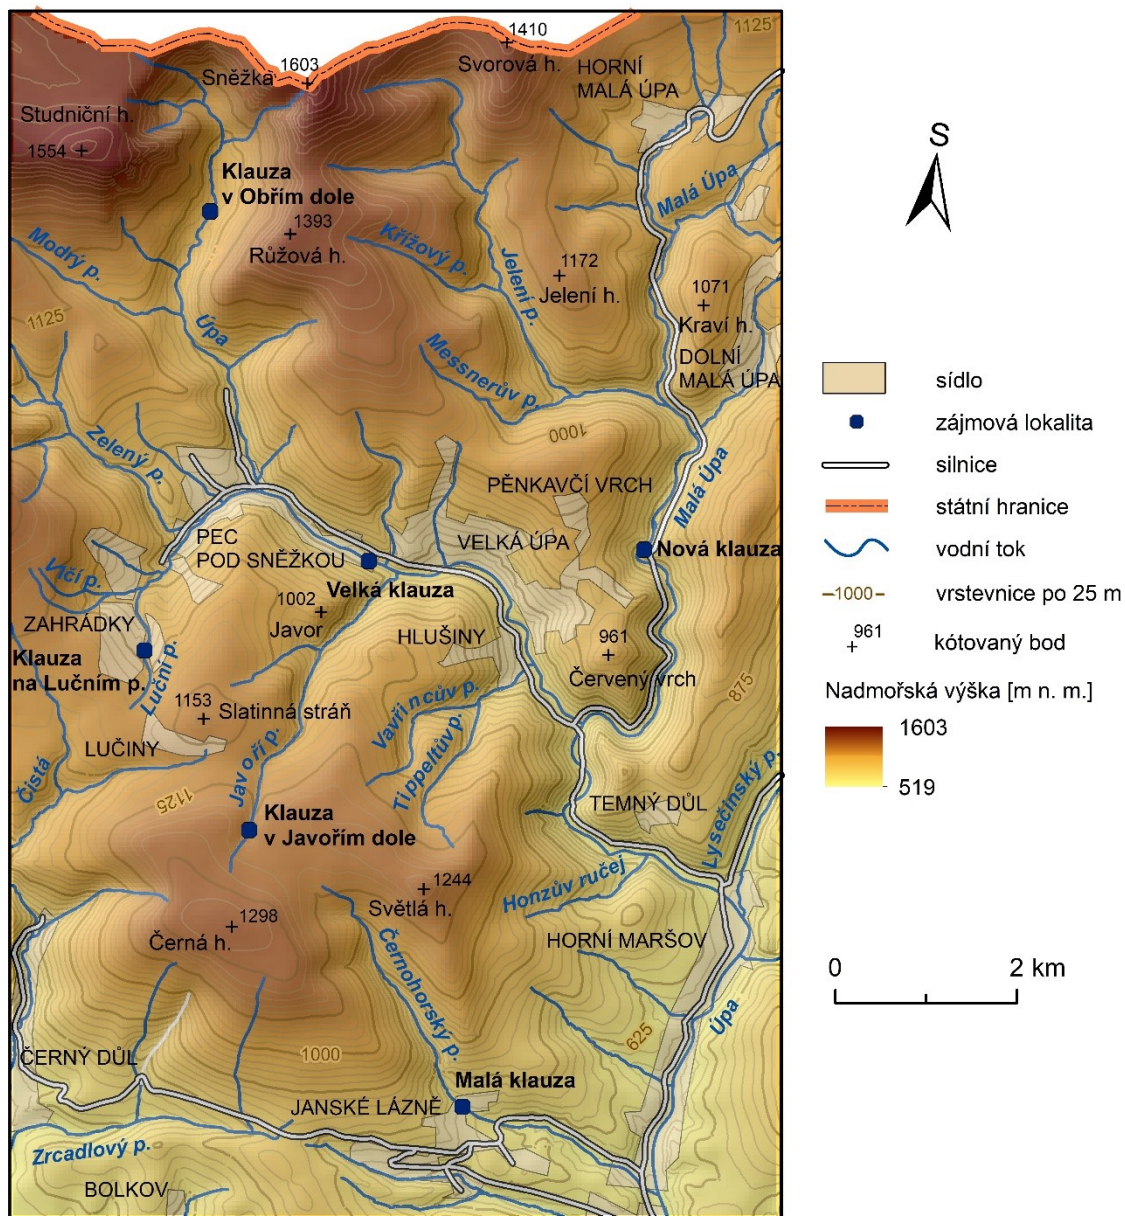 1125
1410
Svorová h.
HORNÍ
MALÁ ÚPA
1603
Sněžka
Studniční h.
1554
Klauza
v Obřím dole
1393
Růžová h.
Malá Úpa
Modrý p.
Křížový p.
Jelení p.
1172
Jelení h.
1071
Kraví h.
1125
Úpa
Messnerův p.
DOLNÍ
MALÁ ÚPA
1000
Zelený p.
PĚNKAVČÍ VRCH
Malá Úpa
PEC
POD SNĚŽKOU
VELKÁ ÚPA
Nová klauza
Vlčí p.
Velká klauza
1002
Javor
ZAHRÁDKY
HLUŠINY
961
Červený vrch
Klauza
na Lučním p.
Luční p.
875
1153
Slatinná stráň
Vavřincův p.
Tippeltův p.
LUČINY
Javoří p.
Čistá
1125
TEMNÝ DŮL
Lysečinský p.
Klauza
v Javořím dole
1244
Světlá h.
Honzův ručej
1298
Černá h.
HORNÍ MARŠOV
Černohorský p.
Úpa
625
ČERNÝ DŮL
1000
Malá klauza
JANSKÉ LÁZNĚ
Zrcadlový p.
BOLKOV
S
sídlo
zájmová lokalita
silnice
státní hranice
vodní tok
1000 vrstevnice po 25 m
961 kótovaný bod
Nadmořská výška [m n. m.]
1603
519
0 2 km